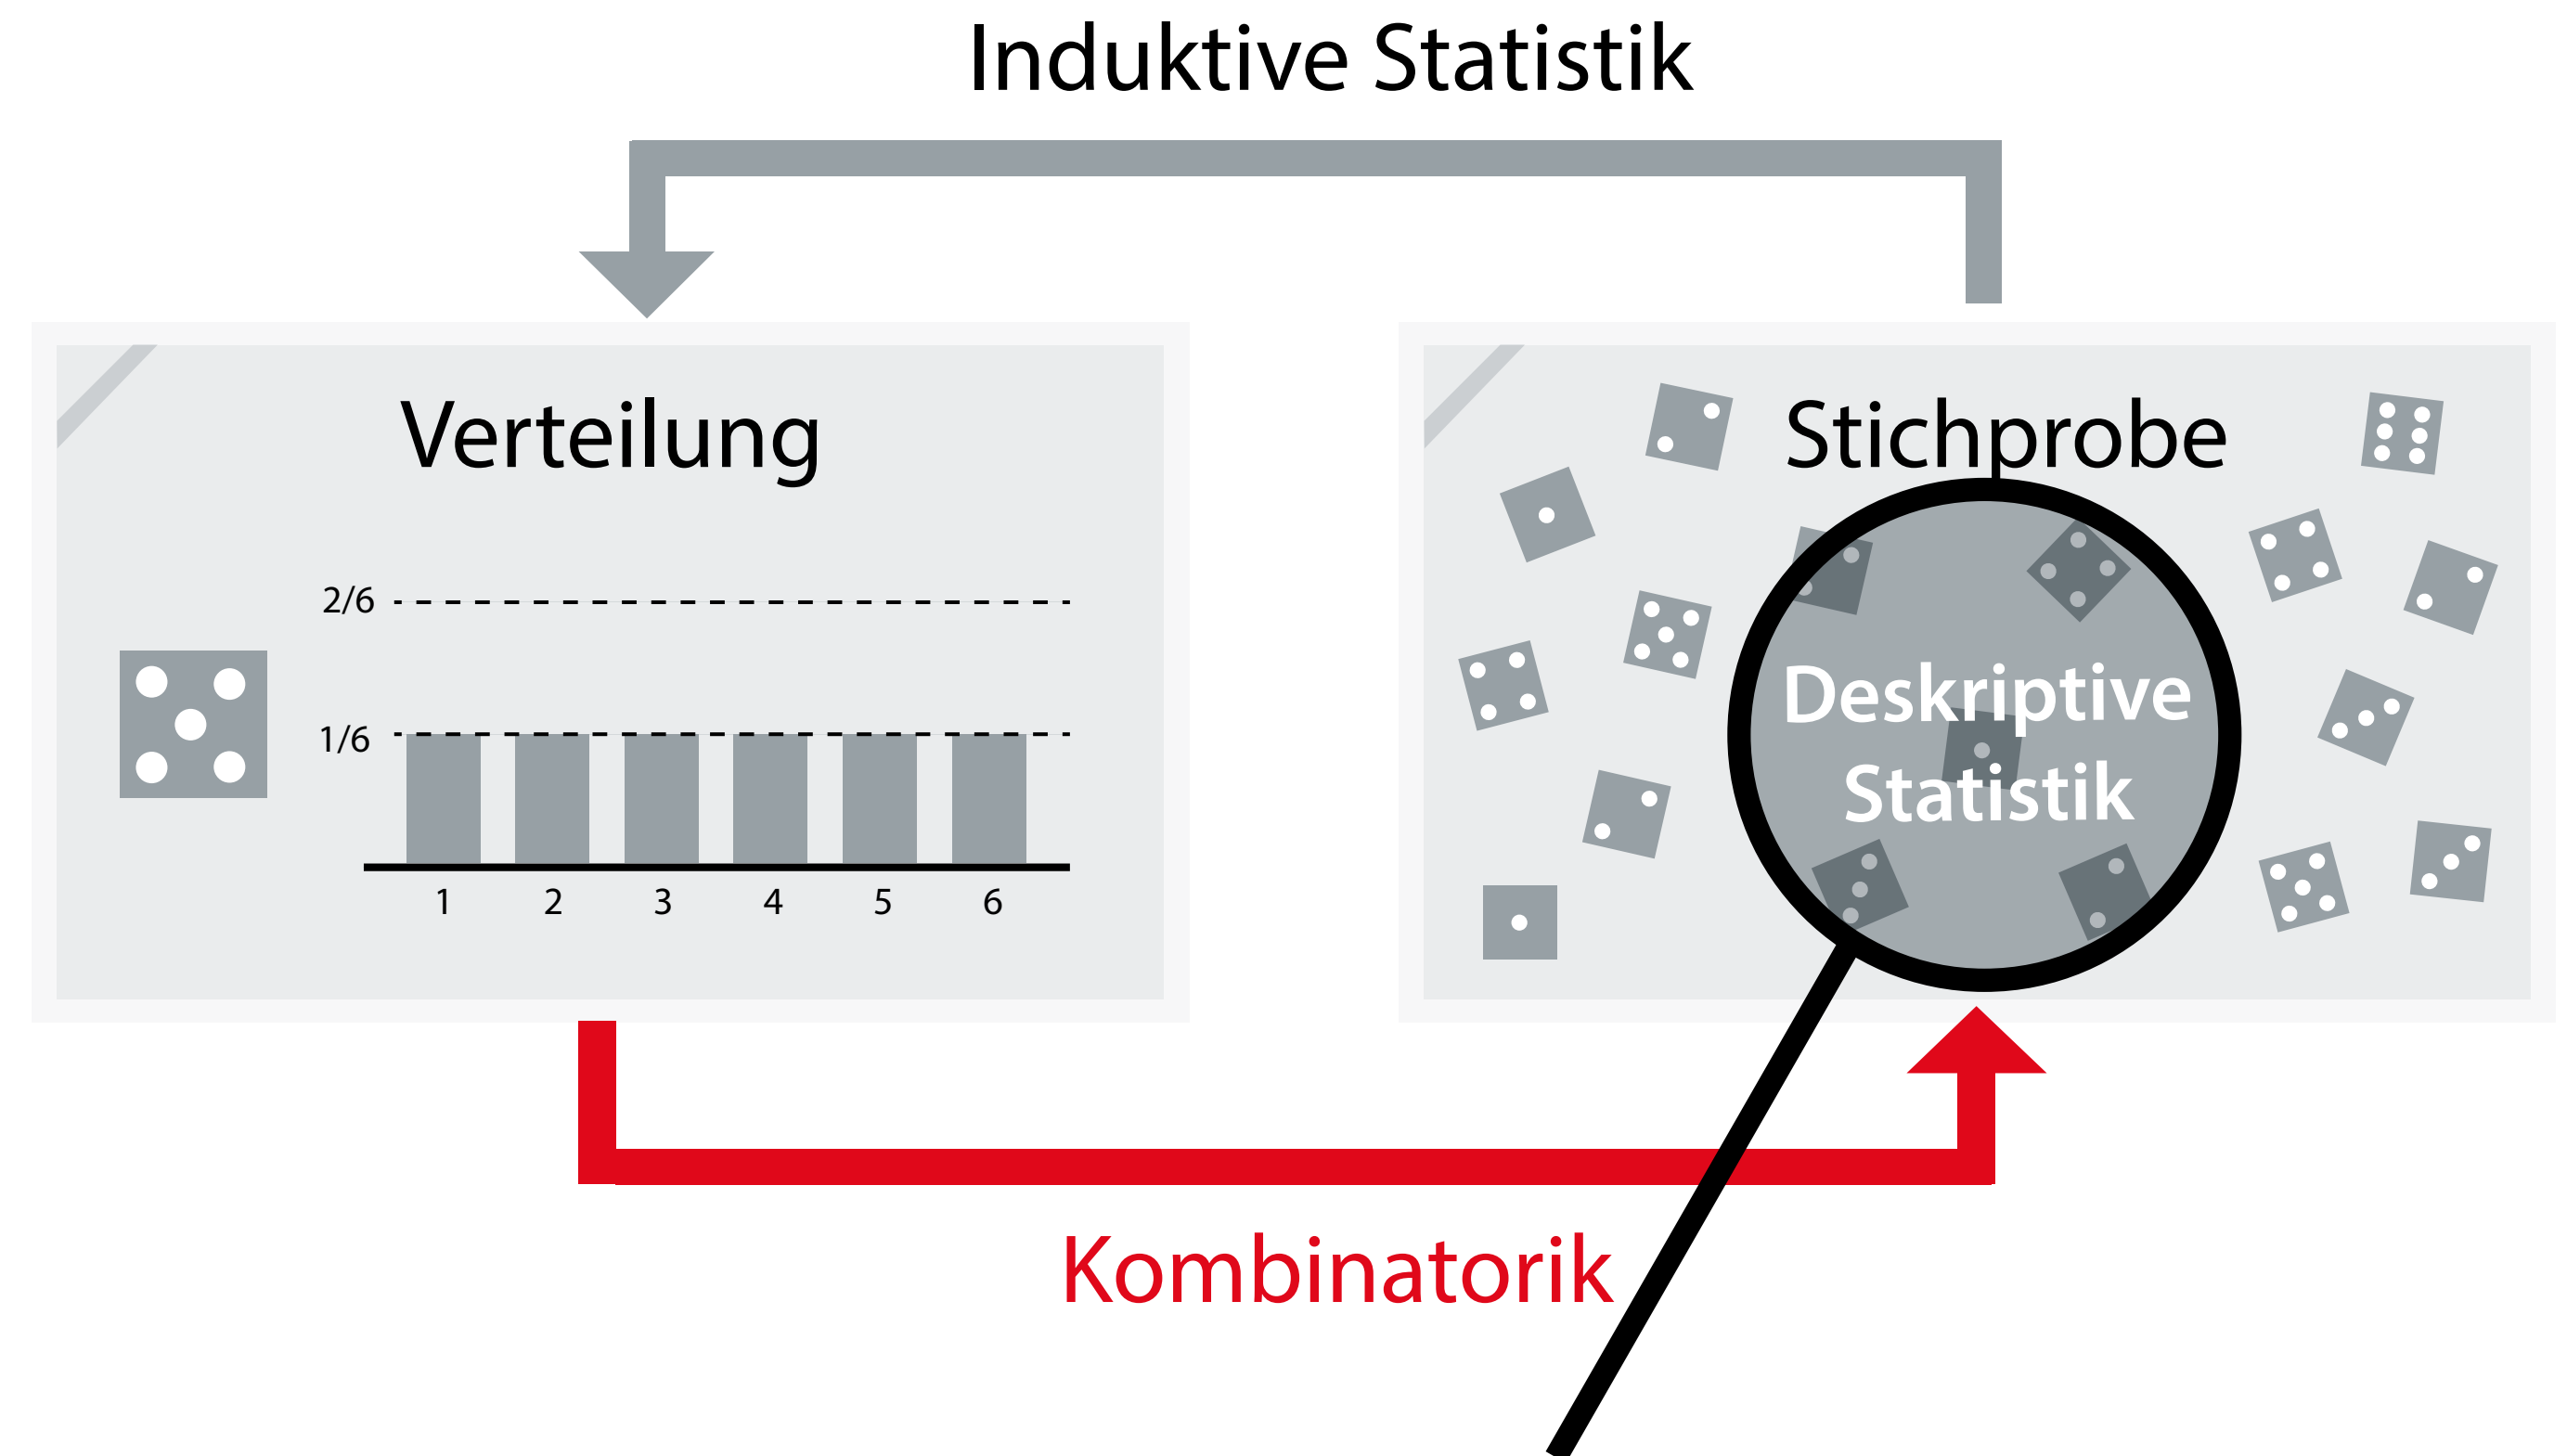 Induktive Statistik
Verteilung
2/6
1/6
1 2 3 4 5 6
Stichprobe
Deskriptive
Statistik
Kombinatorik